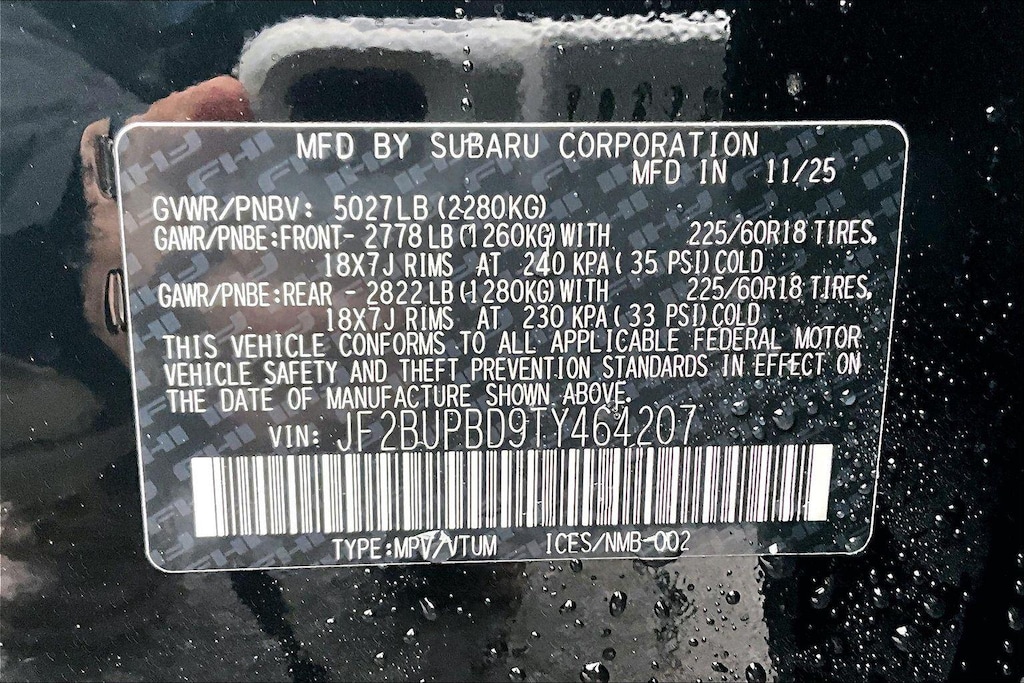 MFD BY SUBARU CORPORATION
MFD IN 11/25
GVWR/PNBV: 5027LB (2280KG)
GAWR/PNBE:FRONT- 2778 LB (1260KG) WITH 225/60R18 TIRES,
18X7J RIMS AT 240 KPA ( 35 PSI) COLD
GAWR/PNBE:REAR - 2822 LB (1280KG) WITH 225/60R18 TIRES,
18X7J RIMS AT 230 KPA ( 33 PSI) COLD
THIS VEHICLE CONFORMS TO ALL APPLICABLE FEDERAL MOTOR
VEHICLE SAFETY AND THEFT PREVENTION STANDARDS IN EFFECT ON
THE DATE OF MANUFACTURE SHOWN ABOVE.
VIN: JF2BUPBD9TY464207
TYPE:MPV/VTUM ICES/NMB-002